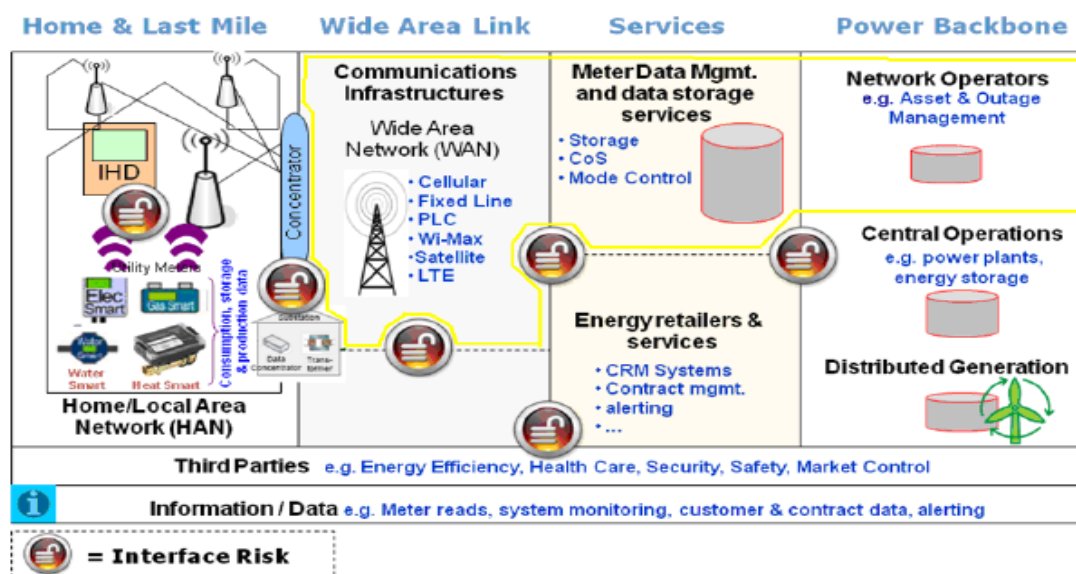 Home & Last Mile
Wide Area Link
Services
Power Backbone
IHD
Utility Meters
Elec
Smart
Gas Smart
Water
Smart
Water
Smart
Heat Smart
Consumption, storage
& production data
Home/Local Area
Network (HAN)
Concentrator
Substation
Data
Concentrator
Trans-
former
Communications
Infrastructures
Wide Area
Network (WAN)
• Cellular
• Fixed Line
• PLC
• Wi-Max
•Satellite
• LTE
Meter Data Mgmt.
and data storage
services
• Storage
• CoS
• Mode Control
Energy retailers &
services
• CRM Systems
• Contract mgmt.
• alerting
• ...
Network Operators
e.g. Asset & Outage
Management
Central Operations
e.g. power plants,
energy storage
Distributed Generation
Third Parties e.g. Energy Efficiency, Health Care, Security, Safety, Market Control
i
Information / Data e.g. Meter reads, system monitoring, customer & contract data, alerting
= Interface Risk